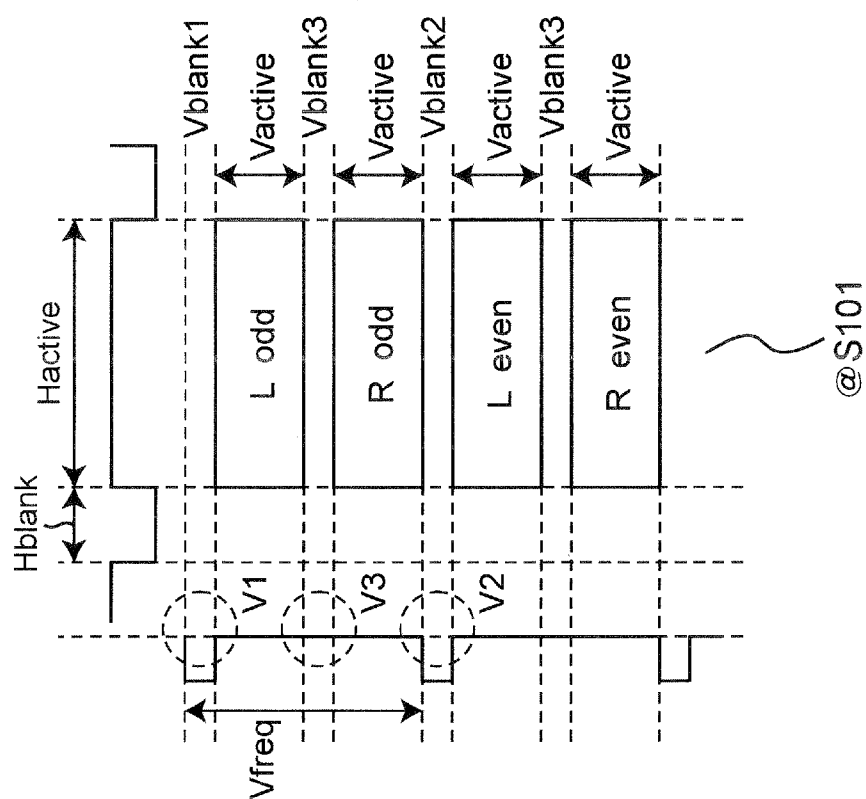 Hblank
Hactive
Vblank1
Vactive
Vblank3
Vactive
Vblank2
Vactive
Vblank3
Vactive
L odd
R odd
L even
R even
V1
V3
V2
Vfreq
@S101